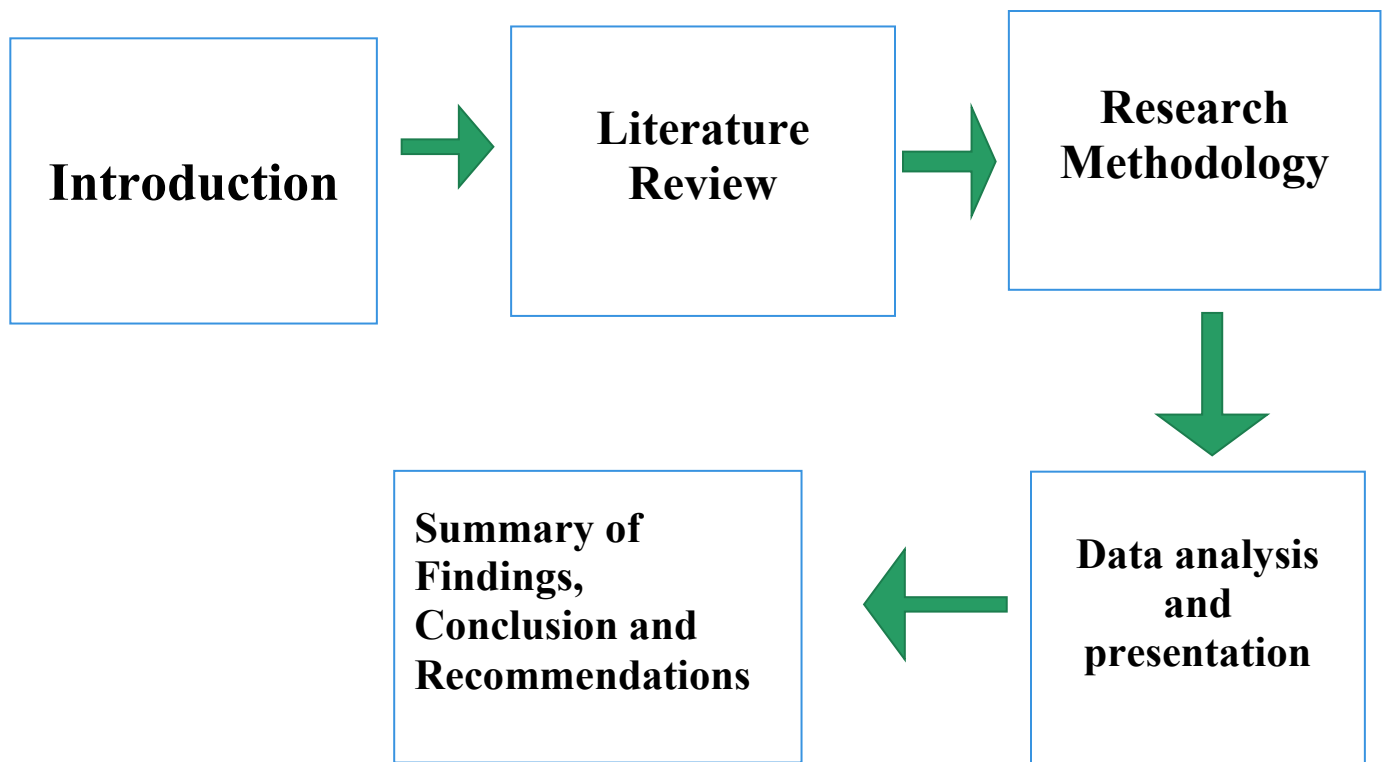 Introduction
Literature
Review
Research
Methodology
Data analysis
and
presentation
Summary of
Findings,
Conclusion and
Recommendations